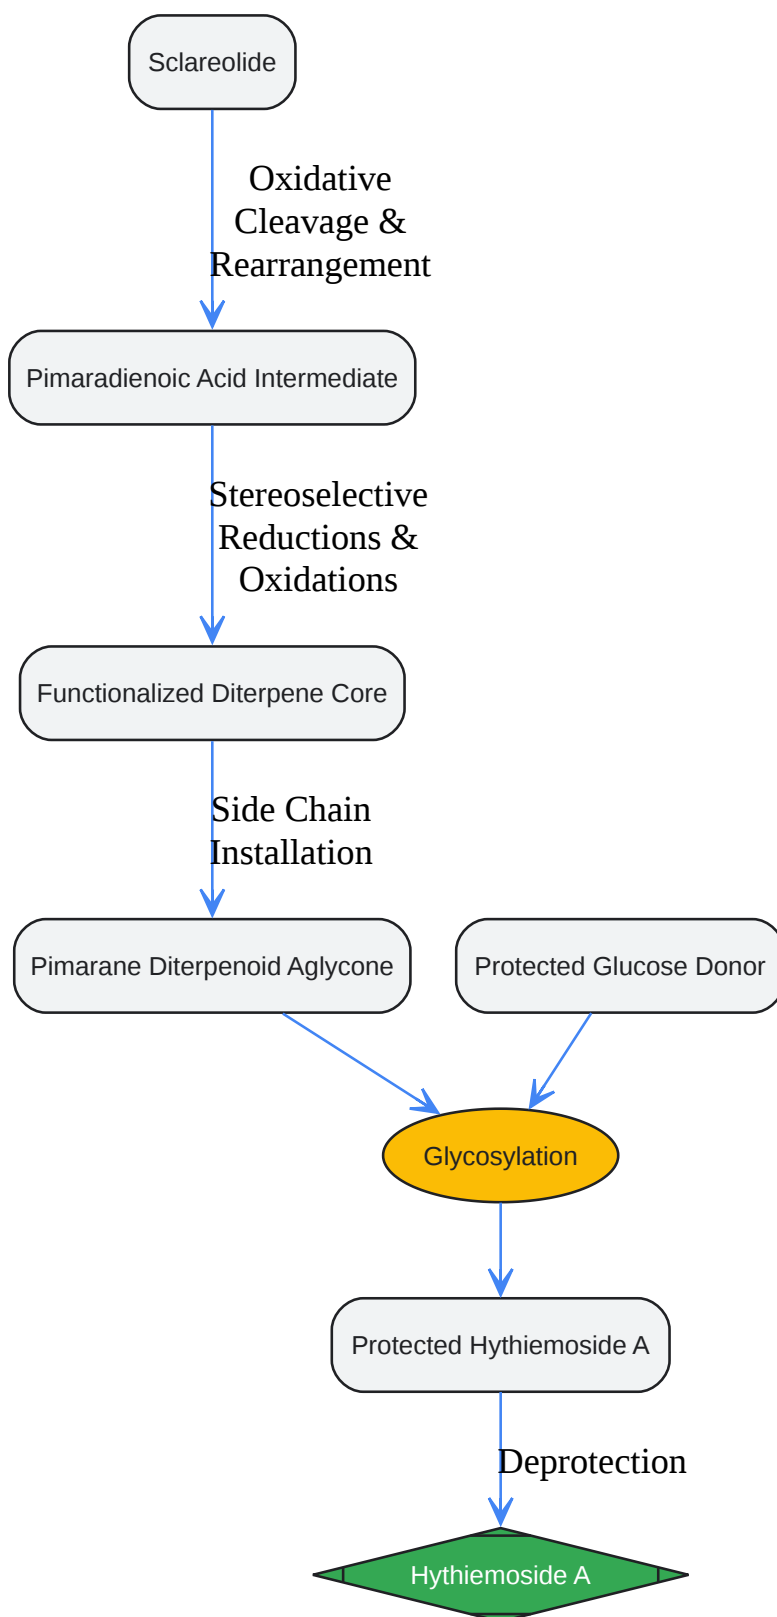 Sclareolide
Oxidative
Cleavage &
Rearrangement
Pimaradienoic Acid Intermediate
Stereoselective
Reductions &
Oxidations
Functionalized Diterpene Core
Side Chain
Installation
Pimarane Diterpenoid Aglycone
Protected Glucose Donor
Glycosylation
Protected Hythiemoside A
Deprotection
Hythiemoside A